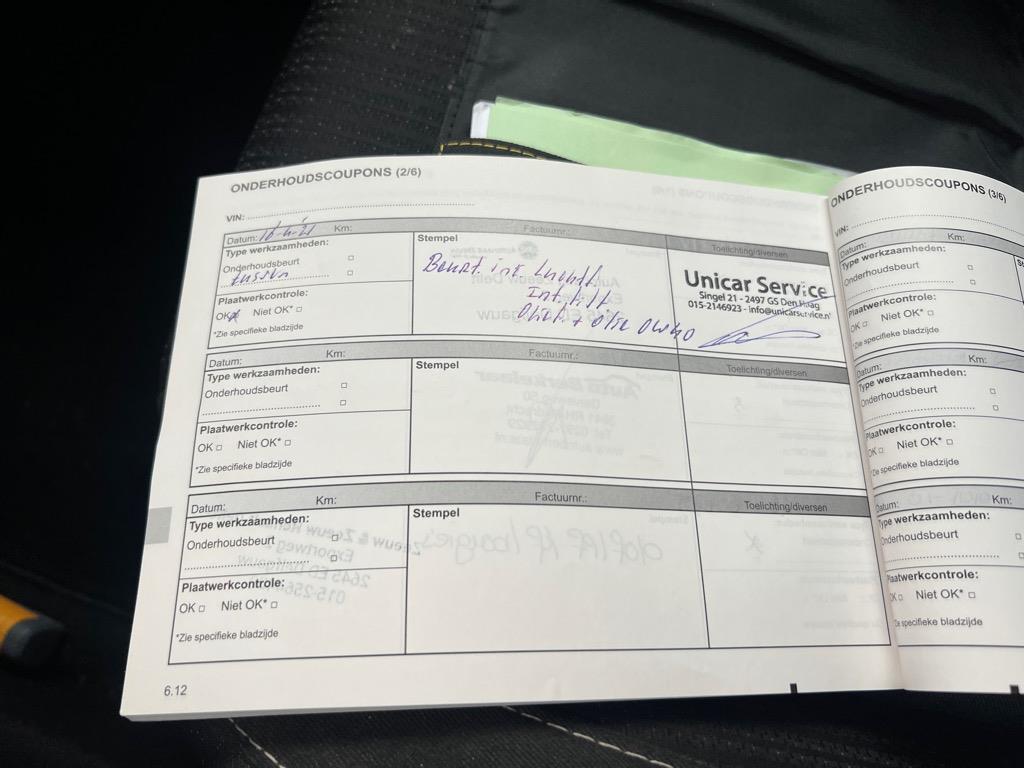 ONDERHOUDSCOUPONS (2/6)
VIN:
Datum: Km: Factuurnr.:
Type werkzaamheden:
Onderhoudsbeurt
tussen
Plaatwerkcontrole:
OK Niet OK*
*Zie specifieke bladzijde
Stempel
Beurt
Olie
Toelichting/diversen
Unicar Service
Singel 21 - 2497 GS Den Haag
015-2146923 - info@unicarservice.nl
Datum: Km: Factuurnr.:
Type werkzaamheden:
Onderhoudsbeurt
Plaatwerkcontrole:
OK Niet OK*
*Zie specifieke bladzijde
Stempel
Toelichting/diversen
Datum: Km: Factuurnr.:
Type werkzaamheden:
Onderhoudsbeurt
Plaatwerkcontrole:
OK Niet OK*
*Zie specifieke bladzijde
Stempel
Toelichting/diversen
6.12
ONDERHOUDSCOUPONS (3/6)
VIN:
Datum: Km:
Type werkzaamheden:
Onderhoudsbeurt
Plaatwerkcontrole:
OK Niet OK*
*Zie specifieke bladzijde
Datum: Km:
Type werkzaamheden:
Onderhoudsbeurt
Plaatwerkcontrole:
OK Niet OK*
*Zie specifieke bladzijde
Datum: Km:
Type werkzaamheden:
Onderhoudsbeurt
Plaatwerkcontrole:
OK Niet OK*
*Zie specifieke bladzijde